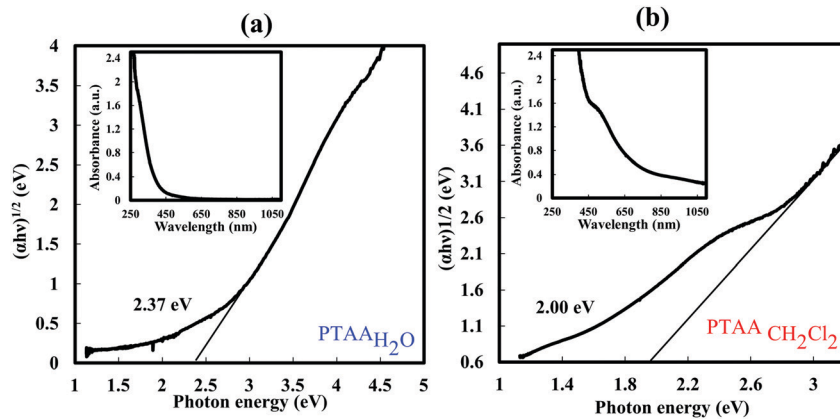 (a)
(αhν)1/2 (eV)
4
3.5
3
2.5
2
1.5
1
0.5
0
1 1.5 2 2.5 3 3.5 4 4.5 5
Photon energy (eV)
2.37 eV
PTAAH2O
Absorbance (a.u.)
2.4
2
1.6
1.2
0.8
0.4
0
250 450 650 850 1050
Wavelength (nm)
(b)
(αhν)1/2 (eV)
4.6
4.1
3.6
3.1
2.6
2.1
1.6
1.1
0.6
1 1.4 1.8 2.2 2.6 3
Photon energy (eV)
2.00 eV
PTAA CH2Cl2
Absorbance (a.u.)
2.4
2
1.6
1.2
0.8
0.4
0
250 450 650 850 1050
Wavelength (nm)